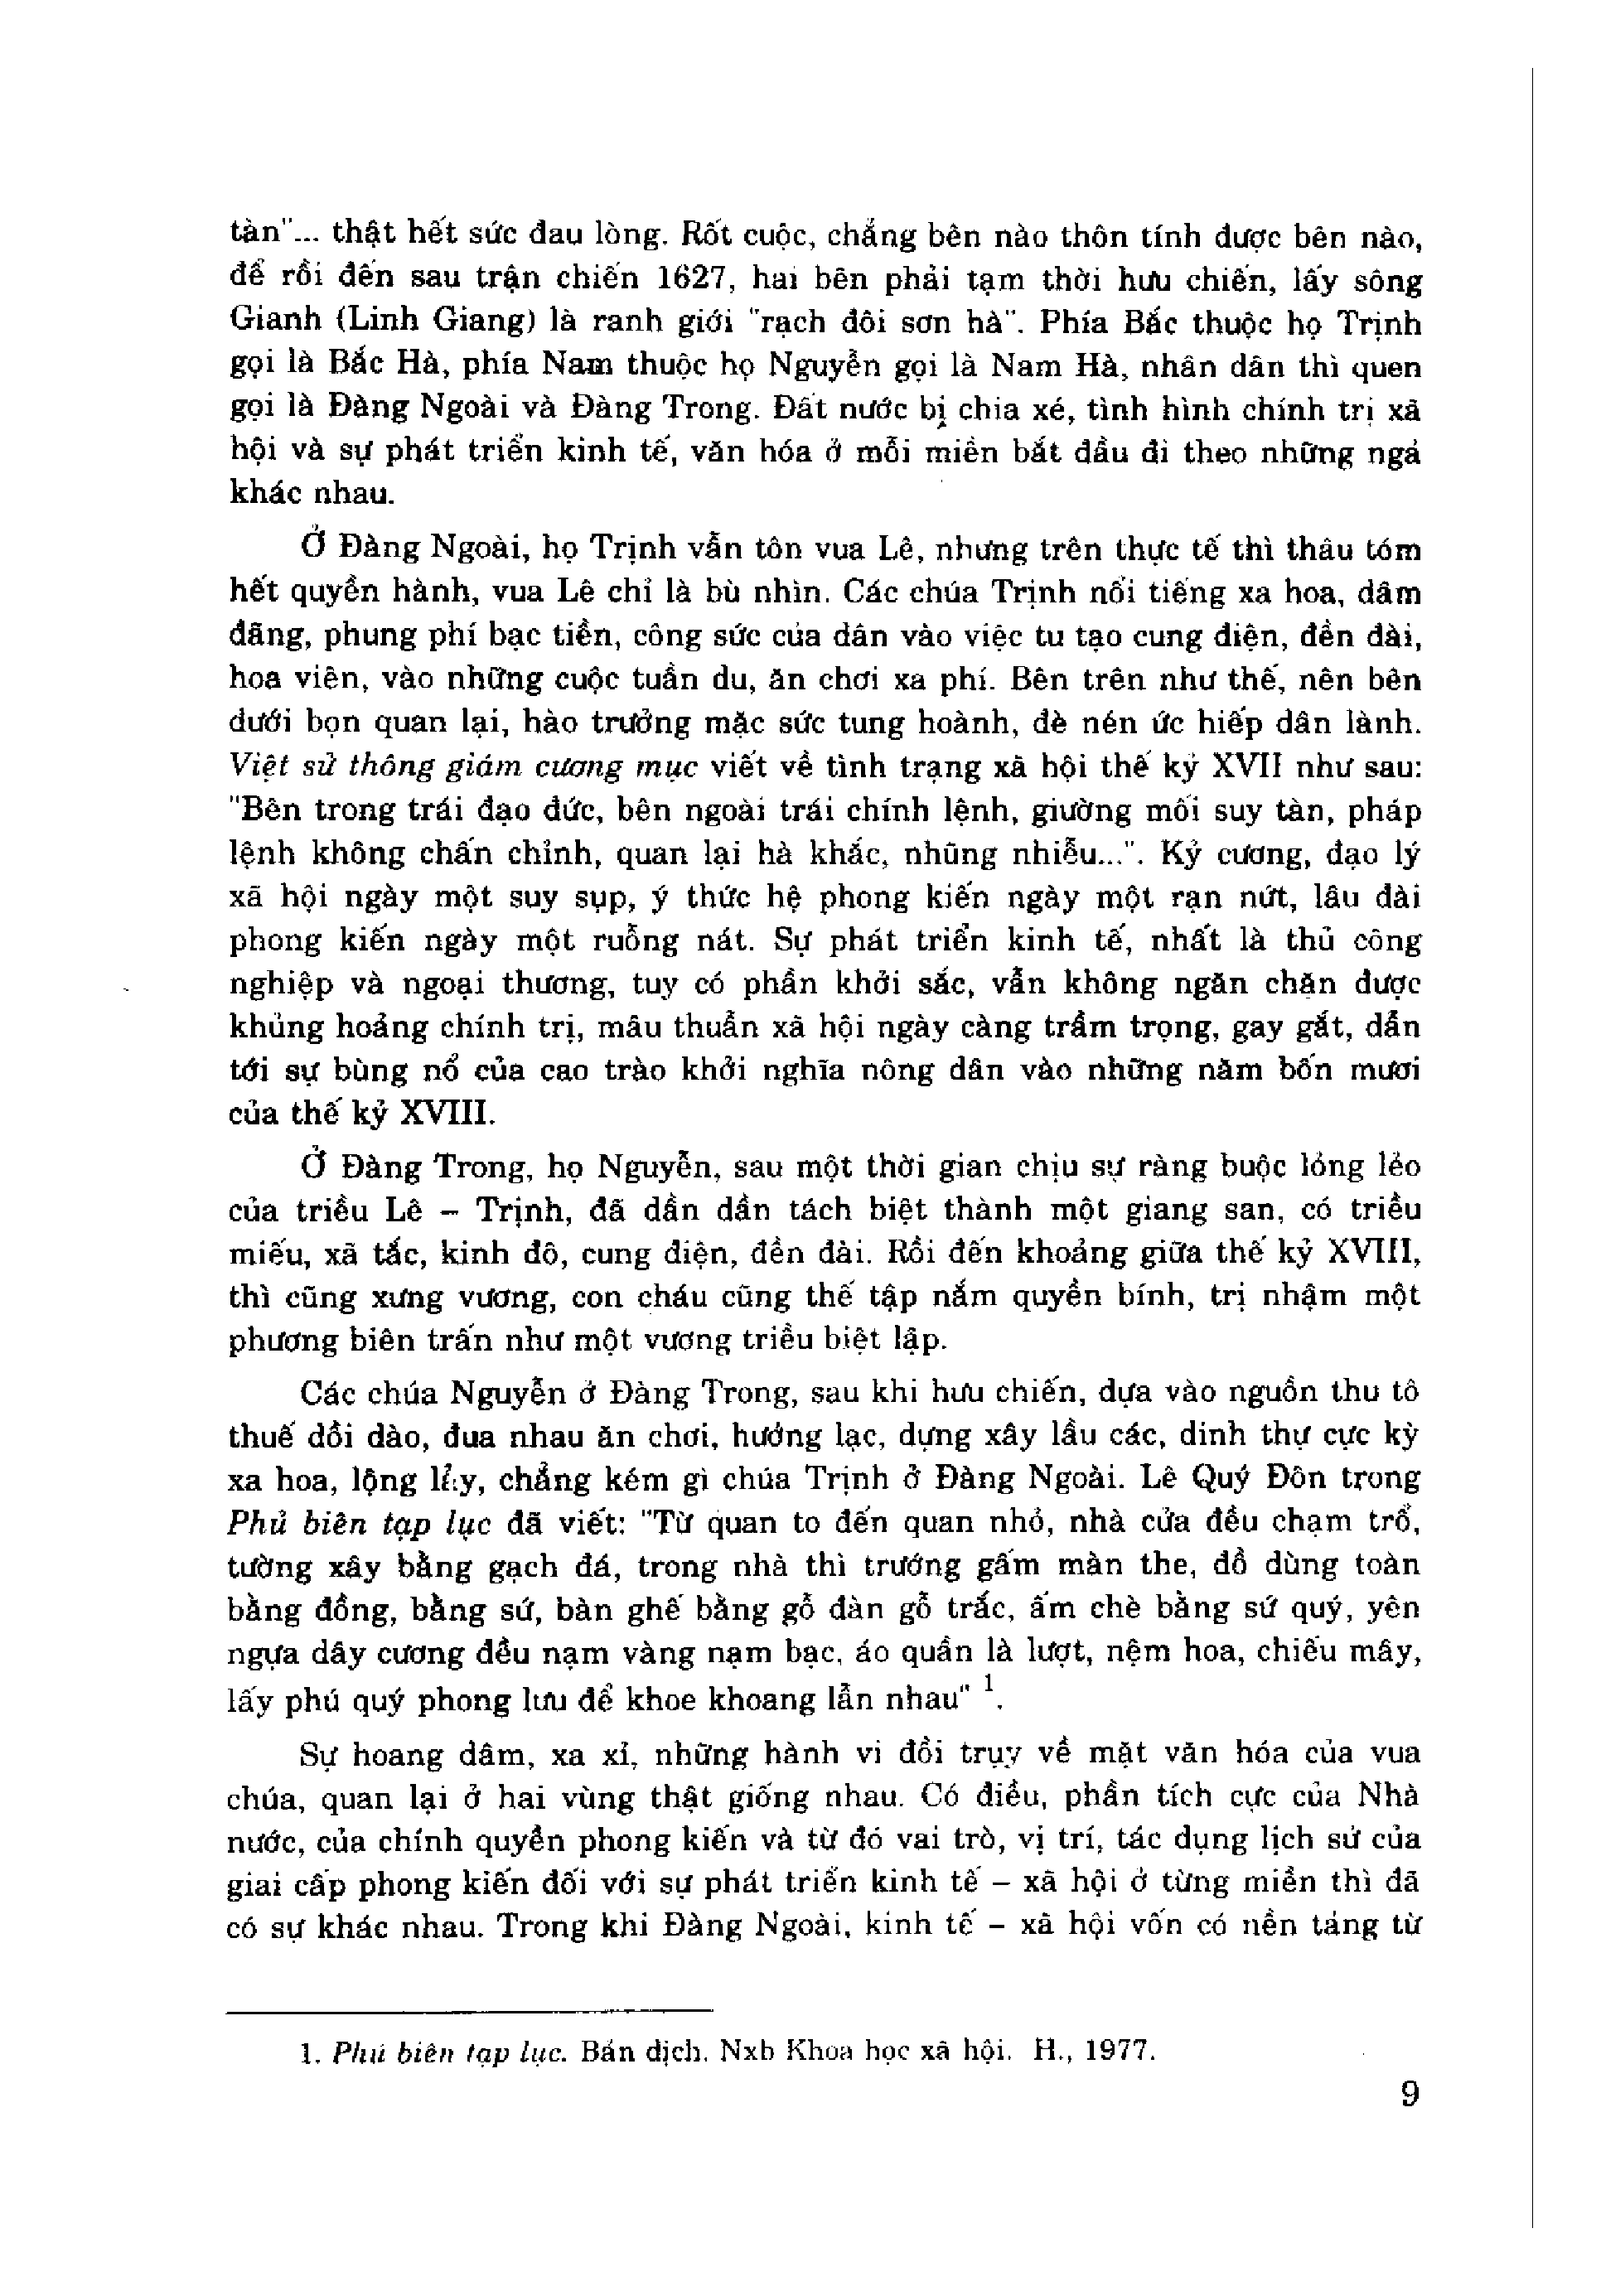 tàn"... thật hết sức đau lòng. Rốt cuộc, chẳng bên nào thôn tính được bên nào,
để rồi đến sau trận chiến 1627, hai bên phải tạm thời hưu chiến, lấy sông
Gianh (Linh Giang) là ranh giới "rạch đôi sơn hà". Phía Bắc thuộc họ Trịnh
gọi là Bắc Hà, phía Nam thuộc họ Nguyễn gọi là Nam Hà, nhân dân thì quen
gọi là Đàng Ngoài và Đàng Trong. Đất nước bị chia xé, tình hình chính trị xã
hội và sự phát triển kinh tế, văn hóa ở mỗi miền bắt đầu đi theo những ngả
khác nhau.
Ở Đàng Ngoài, họ Trịnh vẫn tôn vua Lê, nhưng trên thực tế thì thâu tóm
hết quyền hành, vua Lê chỉ là bù nhìn. Các chúa Trịnh nổi tiếng xa hoa, dâm
đãng, phung phí bạc tiền, công sức của dân vào việc tu tạo cung điện, đền đài,
hoa viên, vào những cuộc tuần du, ăn chơi xa phí. Bên trên như thế, nên bên
dưới bọn quan lại, hào trưởng mặc sức tung hoành, đè nén ức hiếp dân lành.
Việt sử thông giám cương mục viết về tình trạng xã hội thế kỷ XVII như sau:
"Bên trong trái đạo đức, bên ngoài trái chính lệnh, giường mối suy tàn, pháp
lệnh không chấn chỉnh, quan lại hà khắc, nhũng nhiễu...". Kỷ cương, đạo lý
xã hội ngày một suy sụp, ý thức hệ phong kiến ngày một rạn nứt, lâu đài
phong kiến ngày một ruỗng nát. Sự phát triển kinh tế, nhất là thủ công
nghiệp và ngoại thương, tuy có phần khởi sắc, vẫn không ngăn chặn được
khủng hoảng chính trị, mâu thuẫn xã hội ngày càng trầm trọng, gay gắt, dẫn
tới sự bùng nổ của cao trào khởi nghĩa nông dân vào những năm bốn mươi
của thế kỷ XVIII.
Ở Đàng Trong, họ Nguyễn, sau một thời gian chịu sự ràng buộc lỏng lẻo
của triều Lê – Trịnh, đã dần dần tách biệt thành một giang san, có triều
miếu, xã tắc, kinh đô, cung điện, đền đài. Rồi đến khoảng giữa thế kỷ XVIII,
thì cũng xưng vương, con cháu cũng thế tập nắm quyền bính, trị nhậm một
phương biên trấn như một vương triều biệt lập.
Các chúa Nguyễn ở Đàng Trong, sau khi hưu chiến, dựa vào nguồn thu tô
thuế dồi dào, đua nhau ăn chơi, hưởng lạc, dựng xây lầu các, dinh thự cực kỳ
xa hoa, lộng lẫy, chẳng kém gì chúa Trịnh ở Đàng Ngoài. Lê Quý Đôn trong
Phủ biên tạp lục đã viết: "Từ quan to đến quan nhỏ, nhà cửa đều chạm trổ,
tường xây bằng gạch đá, trong nhà thì trướng gấm màn the, đồ dùng toàn
bằng đồng, bằng sứ, bàn ghế bằng gỗ đàn gỗ trắc, ấm chè bằng sứ quý, yên
ngựa dây cương đều nạm vàng nạm bạc, áo quần là lượt, nệm hoa, chiếu mây,
lấy phú quý phong lưu để khoe khoang lẫn nhau" 1.
Sự hoang dâm, xa xỉ, những hành vi đồi trụy về mặt văn hóa của vua
chúa, quan lại ở hai vùng thật giống nhau. Có điều, phần tích cực của Nhà
nước, của chính quyền phong kiến và từ đó vai trò, vị trí, tác dụng lịch sử của
giai cấp phong kiến đối với sự phát triển kinh tế – xã hội ở từng miền thì đã
có sự khác nhau. Trong khi Đàng Ngoài, kinh tế – xã hội vốn có nền tảng từ
1. Phủ biên tạp lục. Bản dịch. Nxb Khoa học xã hội. H., 1977.
9